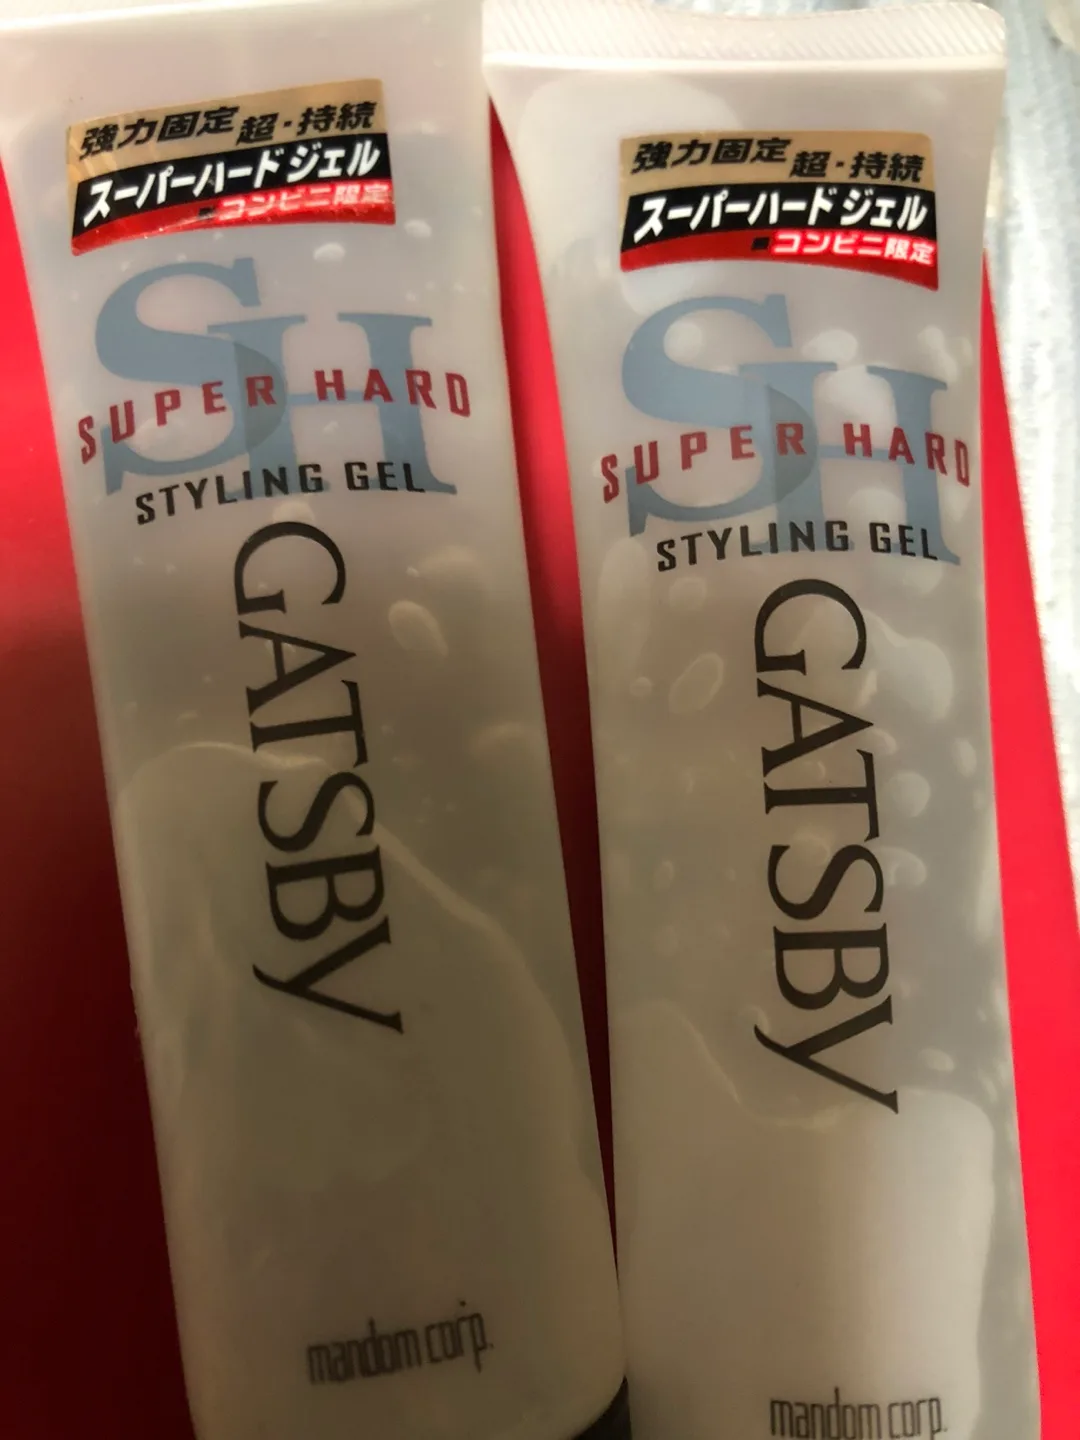 強力固定 超・持続
スーパーハードジェル
コンビニ限定
SH
SUPER HARD
STYLING GEL
GATSBY
mandom corp.
強力固定 超・持続
スーパーハードジェル
コンビニ限定
SH
SUPER HARD
STYLING GEL
GATSBY
mandom corp.